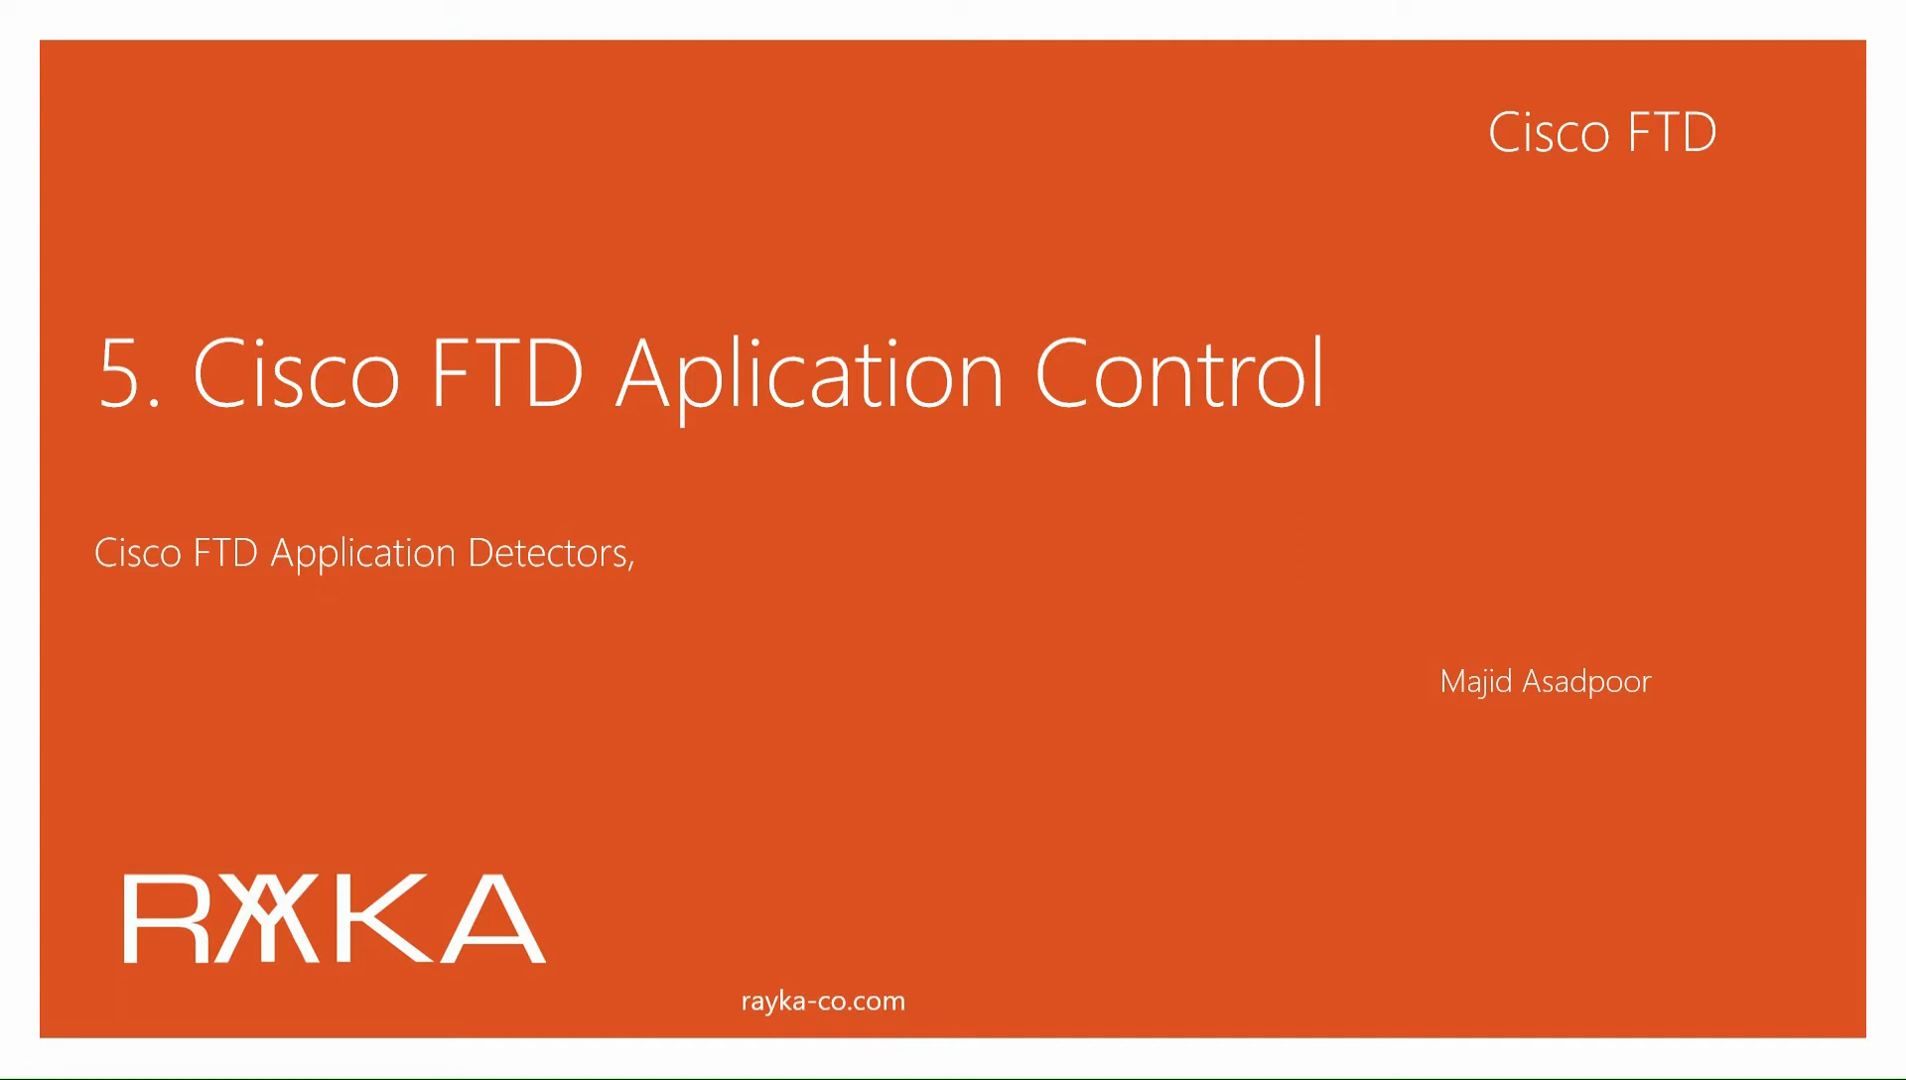 Cisco FTD
5. Cisco FTD Aplication Control
Cisco FTD Application Detectors,
Majid Asadpoor
RAYKA
rayka-co.com